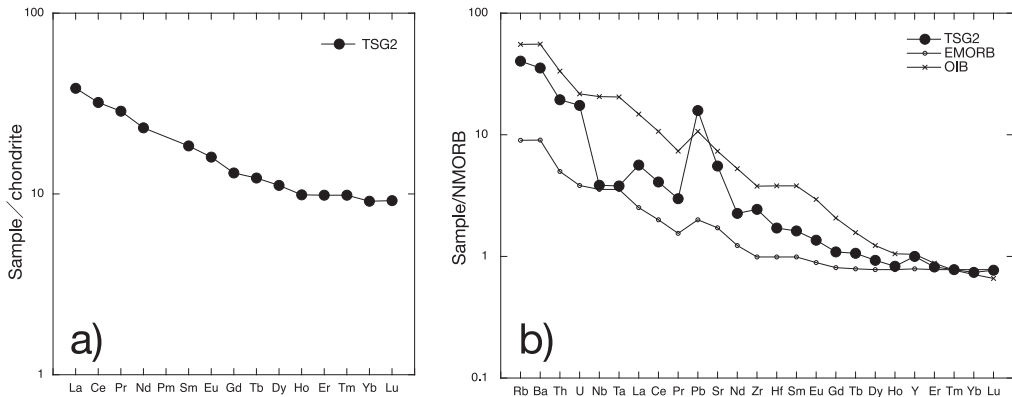 100
10
1
Sample/chondrite
TSG2
a)
La Ce Pr Nd Pm Sm Eu Gd Tb Dy Ho Er Tm Yb Lu
100
10
1
0.1
Sample/NMORB
TSG2
EMORB
OIB
b)
Rb Ba Th U Nb Ta La Ce Pr Pb Sr Nd Zr Hf Sm Eu Gd Tb Dy Ho Y Er Tm Yb Lu